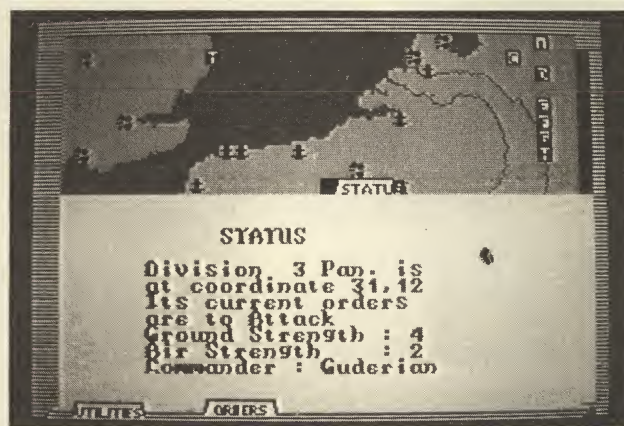 STATUS
STATUS
Division 3 Pan. is
at coordinate 31,12
Its current orders
are to Attack
Ground Strength : 4
Air Strength : 2
Commander : Guderian
UTILITIES
ORDERS